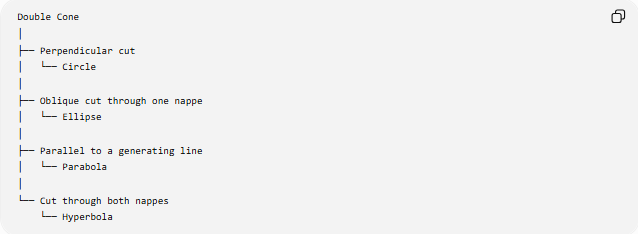 Double Cone
│
├── Perpendicular cut
│   └── Circle
│
├── Oblique cut through one nappe
│   └── Ellipse
│
├── Parallel to a generating line
│   └── Parabola
│
└── Cut through both nappes
    └── Hyperbola